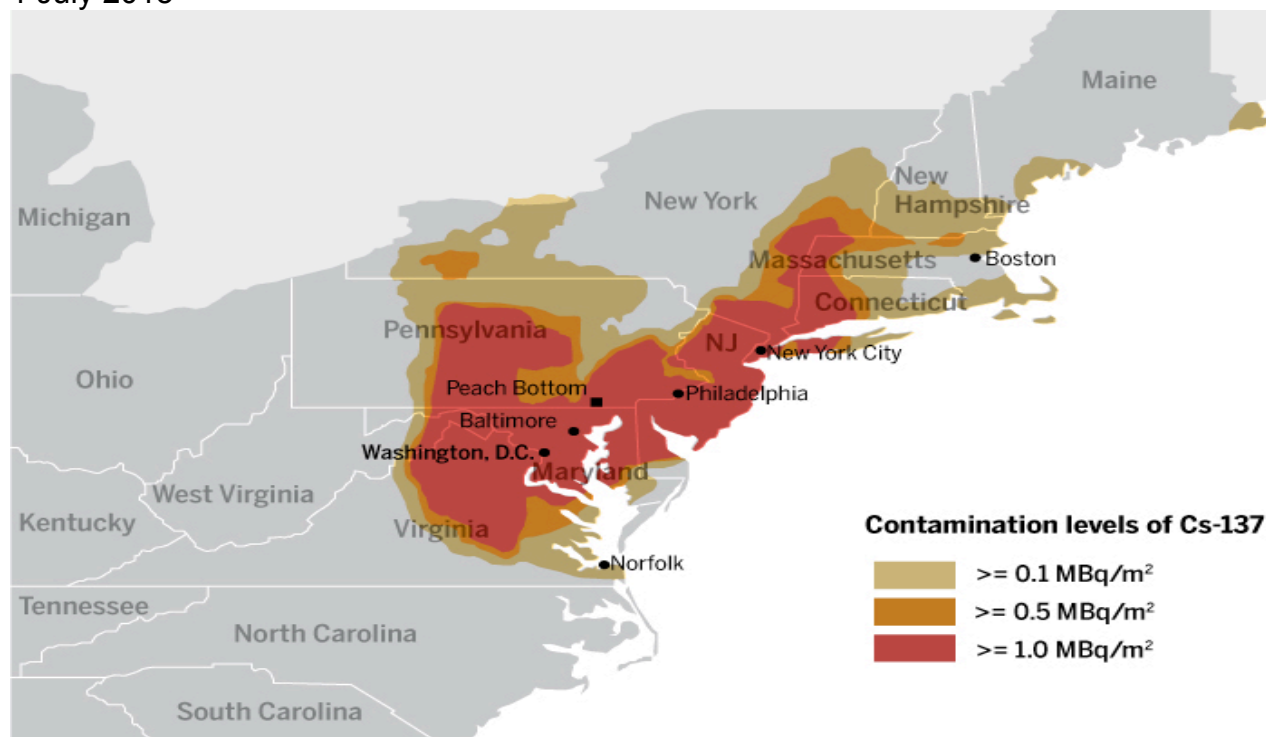 July 2015
Maine
New
Hampshire
New York
Michigan
Massachusetts
Boston
Connecticut
Pennsylvania
NJ
New York City
Ohio
Peach Bottom
Philadelphia
Baltimore
Washington, D.C.
Maryland
West Virginia
Kentucky
Virginia
Norfolk
Tennessee
North Carolina
South Carolina
Contamination levels of Cs-137
>= 0.1 MBq/m²
>= 0.5 MBq/m²
>= 1.0 MBq/m²